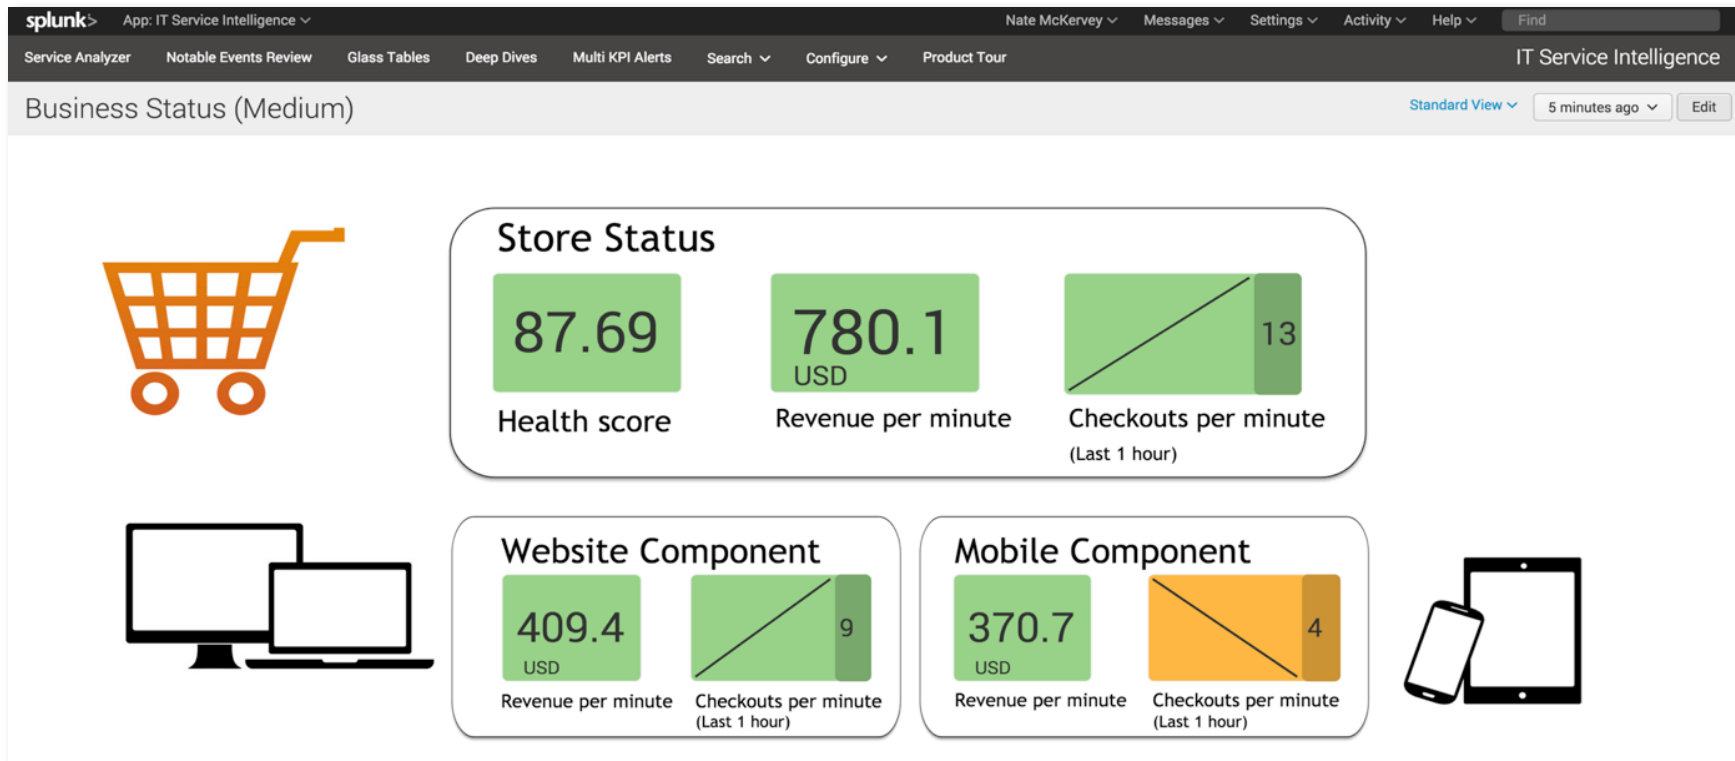 splunk> App: IT Service Intelligence Nate McKervey Messages Settings Activity Help Find
Service Analyzer Notable Events Review Glass Tables Deep Dives Multi KPI Alerts Search Configure Product Tour IT Service Intelligence
Business Status (Medium) Standard View 5 minutes ago Edit
Store Status
87.69 780.1 13
USD
Health score Revenue per minute Checkouts per minute
(Last 1 hour)
Website Component
409.4 9
USD
Revenue per minute Checkouts per minute
(Last 1 hour)
Mobile Component
370.7 4
USD
Revenue per minute Checkouts per minute
(Last 1 hour)